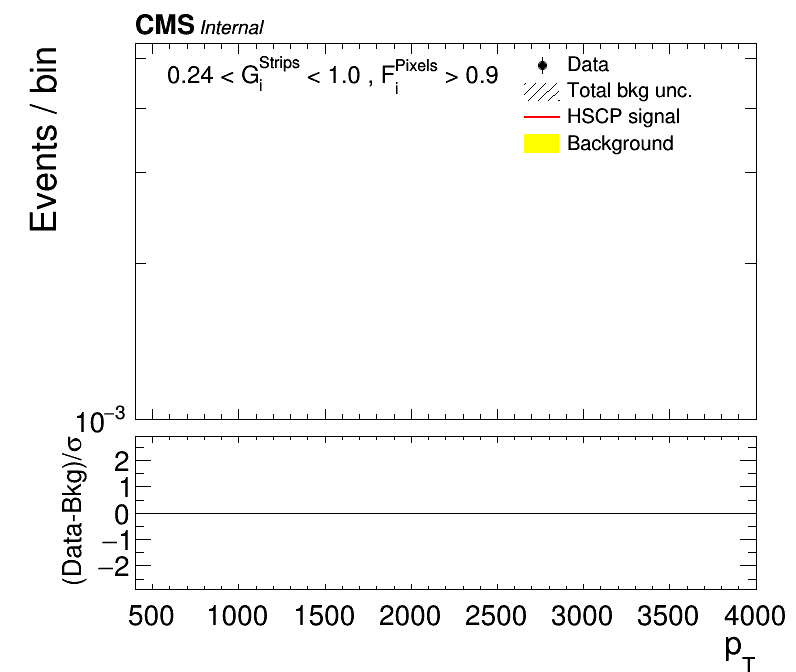 CMS Internal
0.24 < G_i^Strips < 1.0 , F_i^Pixels > 0.9
Data
Total bkg unc.
HSCP signal
Background
Events / bin
10^−3
(Data-Bkg)/σ
2
1
0
−1
−2
500 1000 1500 2000 2500 3000 3500 4000
p_T